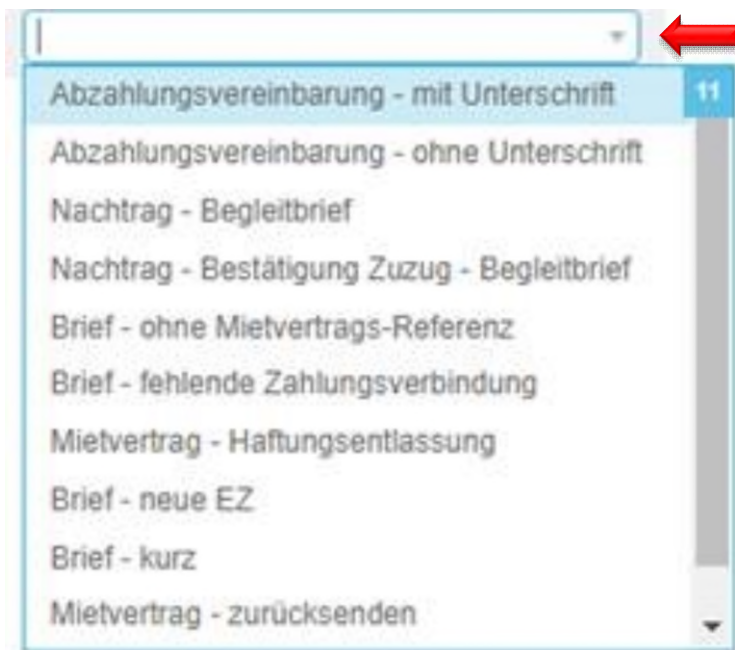 Abzahlungsvereinbarung - mit Unterschrift 11
Abzahlungsvereinbarung - ohne Unterschrift
Nachtrag - Begleitbrief
Nachtrag - Bestätigung Zuzug - Begleitbrief
Brief - ohne Mietvertrags-Referenz
Brief - fehlende Zahlungsverbindung
Mietvertrag - Haftungsentlassung
Brief - neue EZ
Brief - kurz
Mietvertrag - zurücksenden